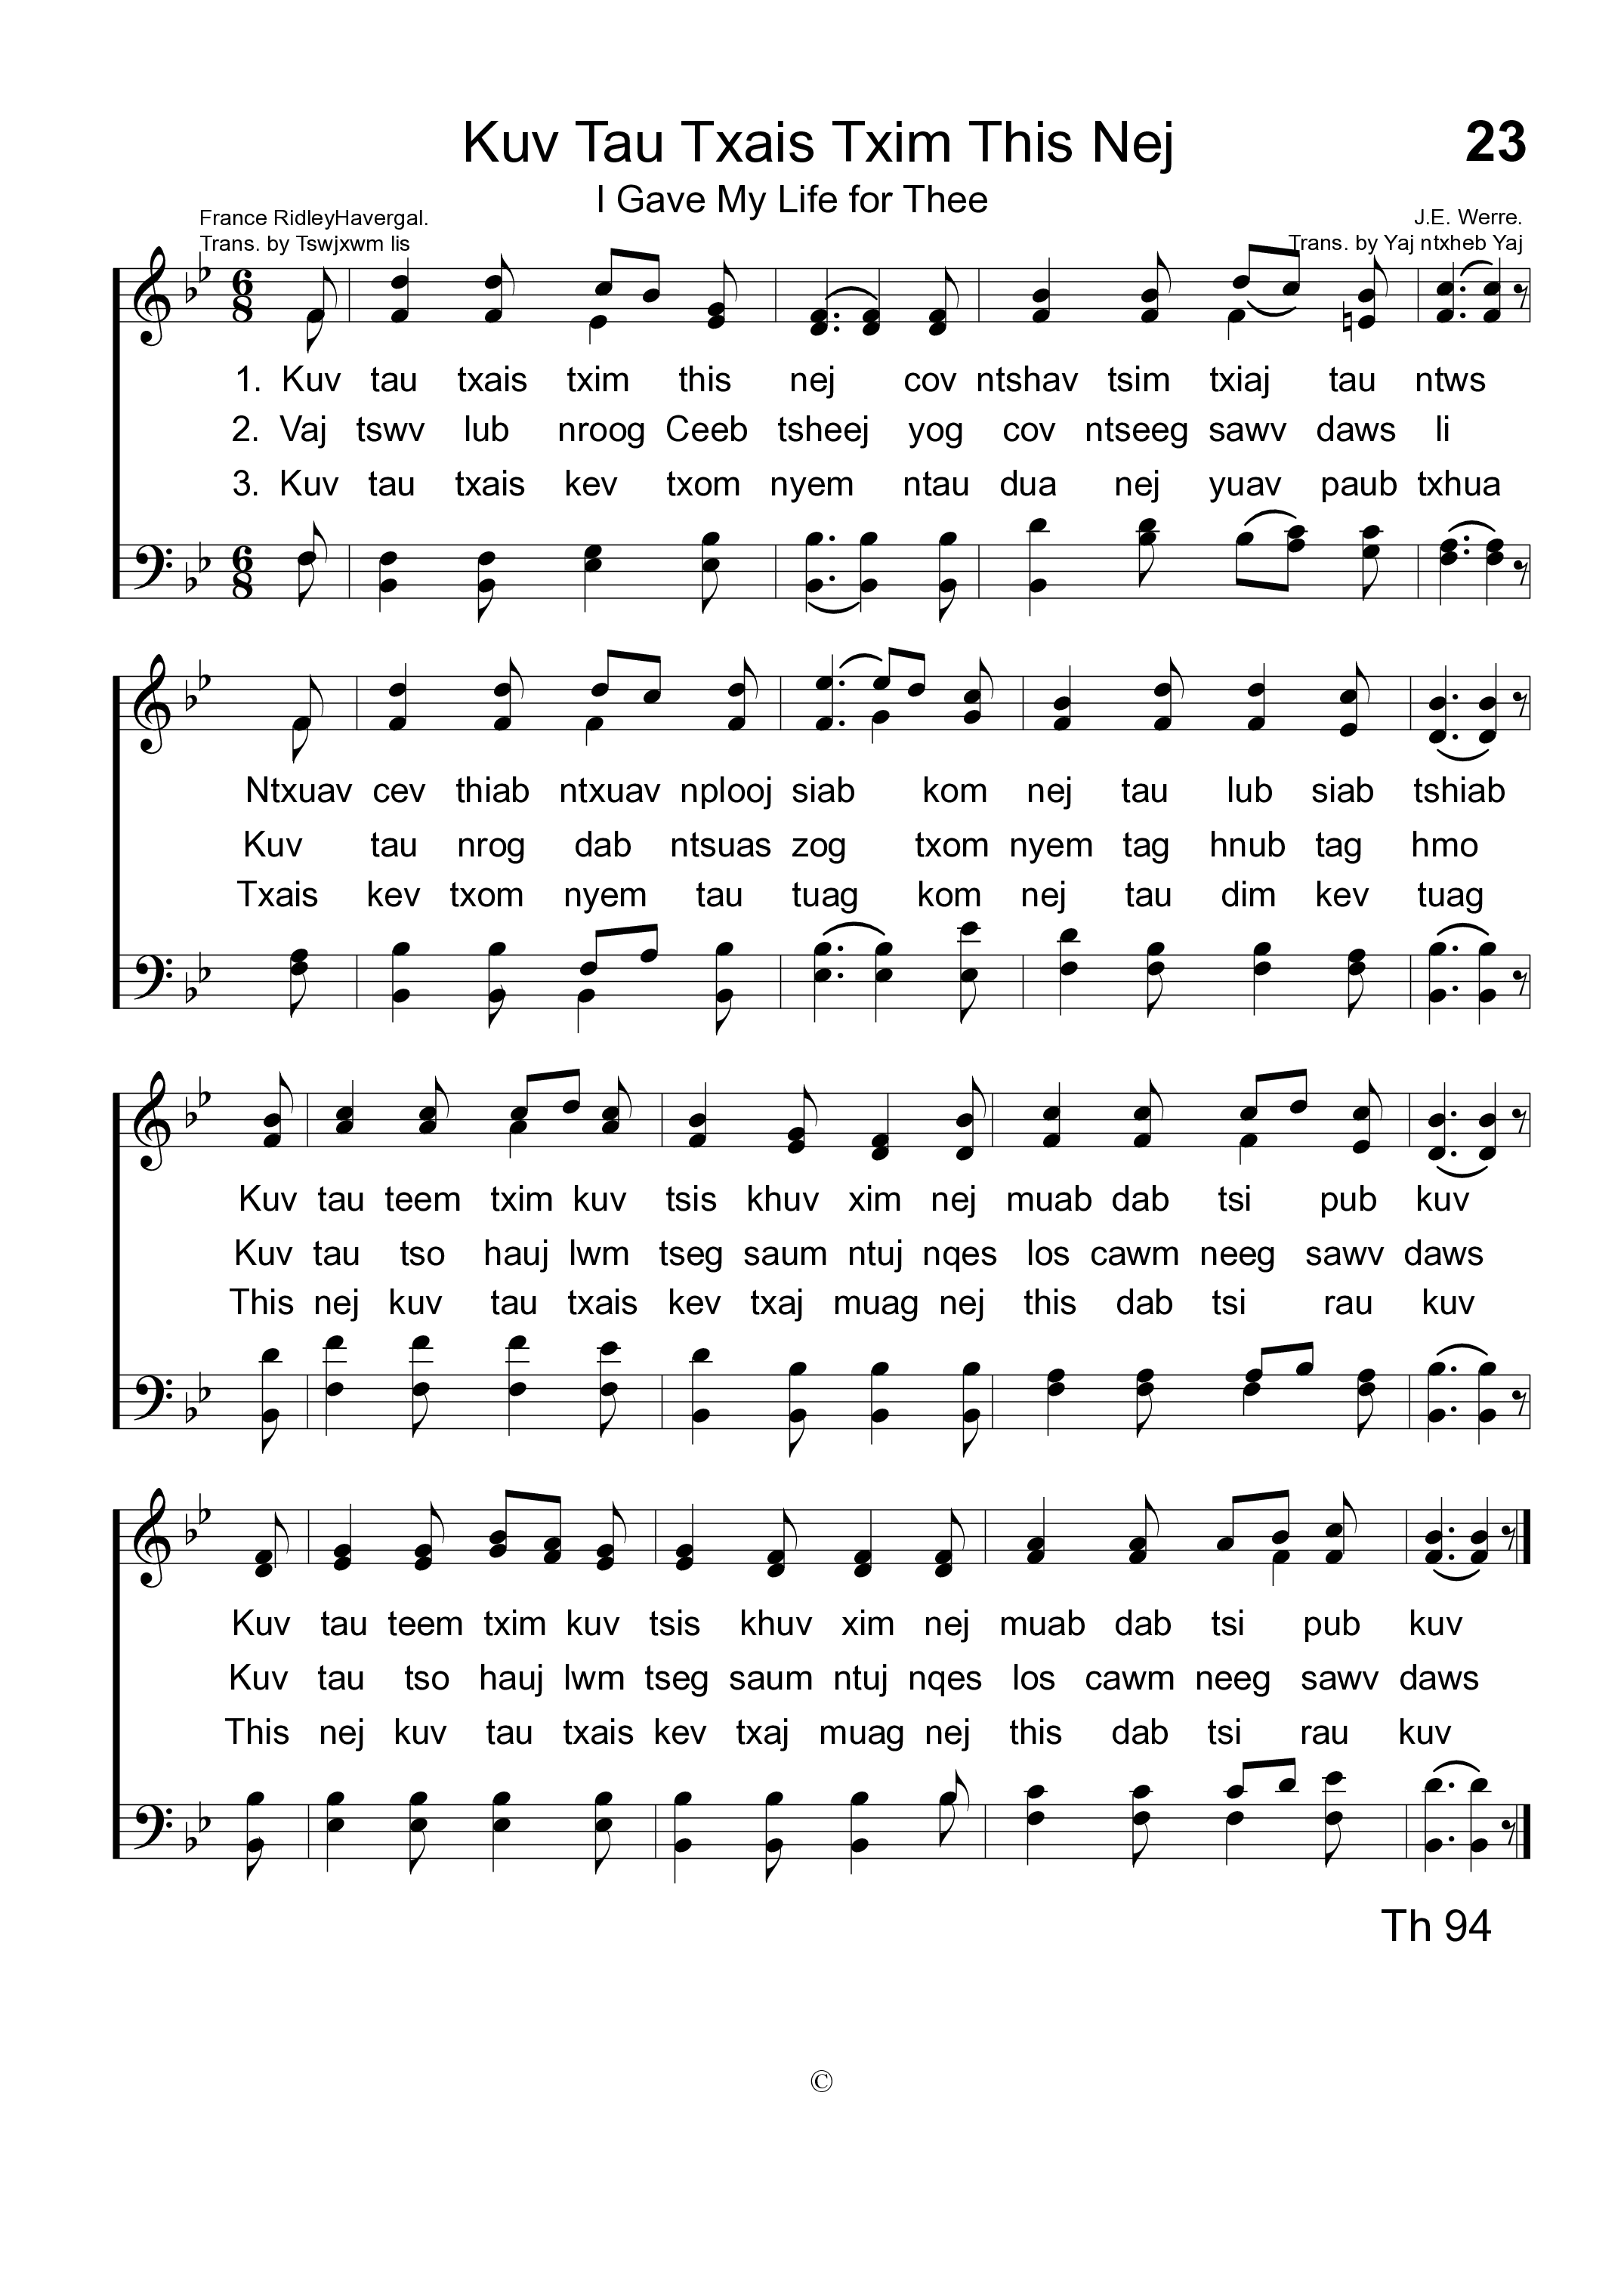 Kuv Tau Txais Txim This Nej 23
I Gave My Life for Thee
France RidleyHavergal. J.E. Werre.
Trans. by Tswjxwm lis Trans. by Yaj ntxheb Yaj
6 8
1. Kuv tau txais txim this nej cov ntshav tsim txiaj tau ntws
2. Vaj tswv lub nroog Ceeb tsheej yog cov ntseeg sawv daws li
3. Kuv tau txais kev txom nyem ntau dua nej yuav paub txhua
6 8
Ntxuav cev thiab ntxuav nplooj siab kom nej tau lub siab tshiab
Kuv tau nrog dab ntsuas zog txom nyem tag hnub tag hmo
Txais kev txom nyem tau tuag kom nej tau dim kev tuag
Kuv tau teem txim kuv tsis khuv xim nej muab dab tsi pub kuv
Kuv tau tso hauj lwm tseg saum ntuj nqes los cawm neeg sawv daws
This nej kuv tau txais kev txaj muag nej this dab tsi rau kuv
Kuv tau teem txim kuv tsis khuv xim nej muab dab tsi pub kuv
Kuv tau tso hauj lwm tseg saum ntuj nqes los cawm neeg sawv daws
This nej kuv tau txais kev txaj muag nej this dab tsi rau kuv
Th 94
©